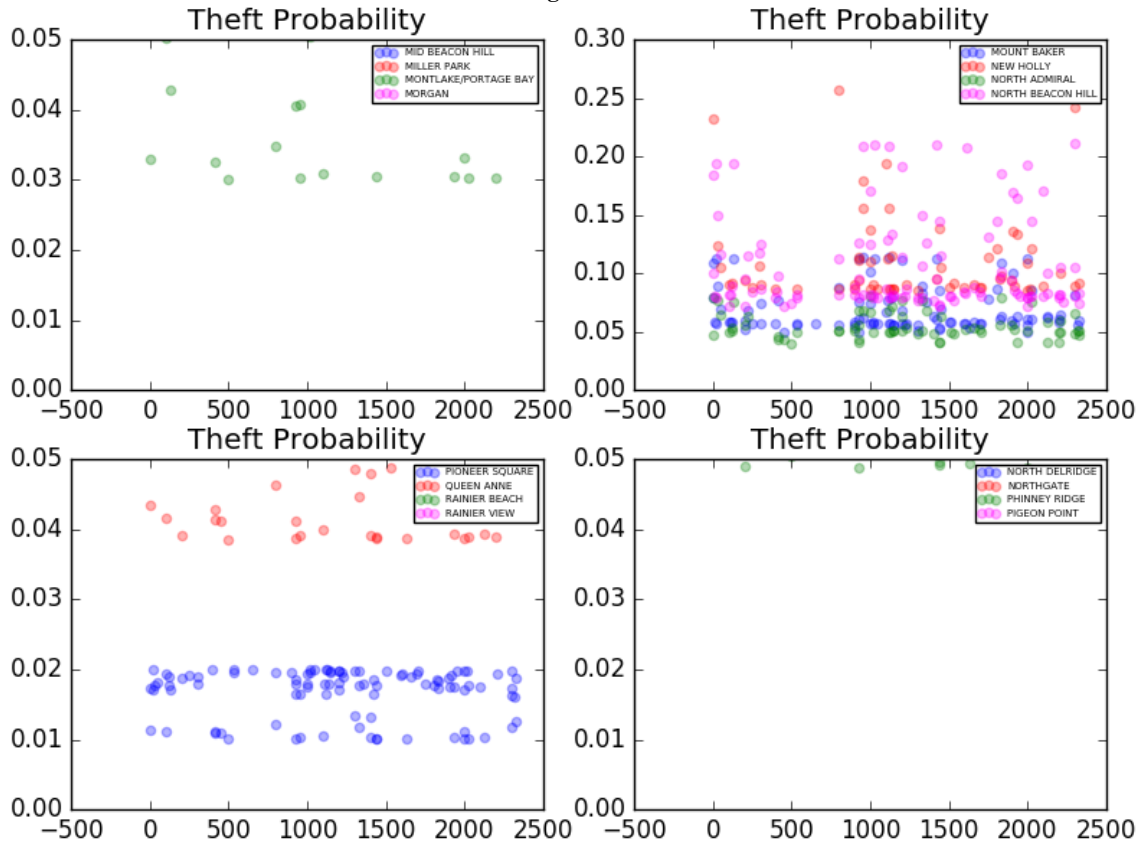 Theft Probability
0.05
0.04
0.03
0.02
0.01
0.00
−500 0 500 1000 1500 2000 2500
MID BEACON HILL
MILLER PARK
MONTLAKE/PORTAGE BAY
MORGAN
Theft Probability
0.30
0.25
0.20
0.15
0.10
0.05
0.00
−500 0 500 1000 1500 2000 2500
MOUNT BAKER
NEW HOLLY
NORTH ADMIRAL
NORTH BEACON HILL
Theft Probability
0.05
0.04
0.03
0.02
0.01
0.00
−500 0 500 1000 1500 2000 2500
PIONEER SQUARE
QUEEN ANNE
RAINIER BEACH
RAINIER VIEW
Theft Probability
0.05
0.04
0.03
0.02
0.01
0.00
−500 0 500 1000 1500 2000 2500
NORTH DELRIDGE
NORTHGATE
PHINNEY RIDGE
PIGEON POINT